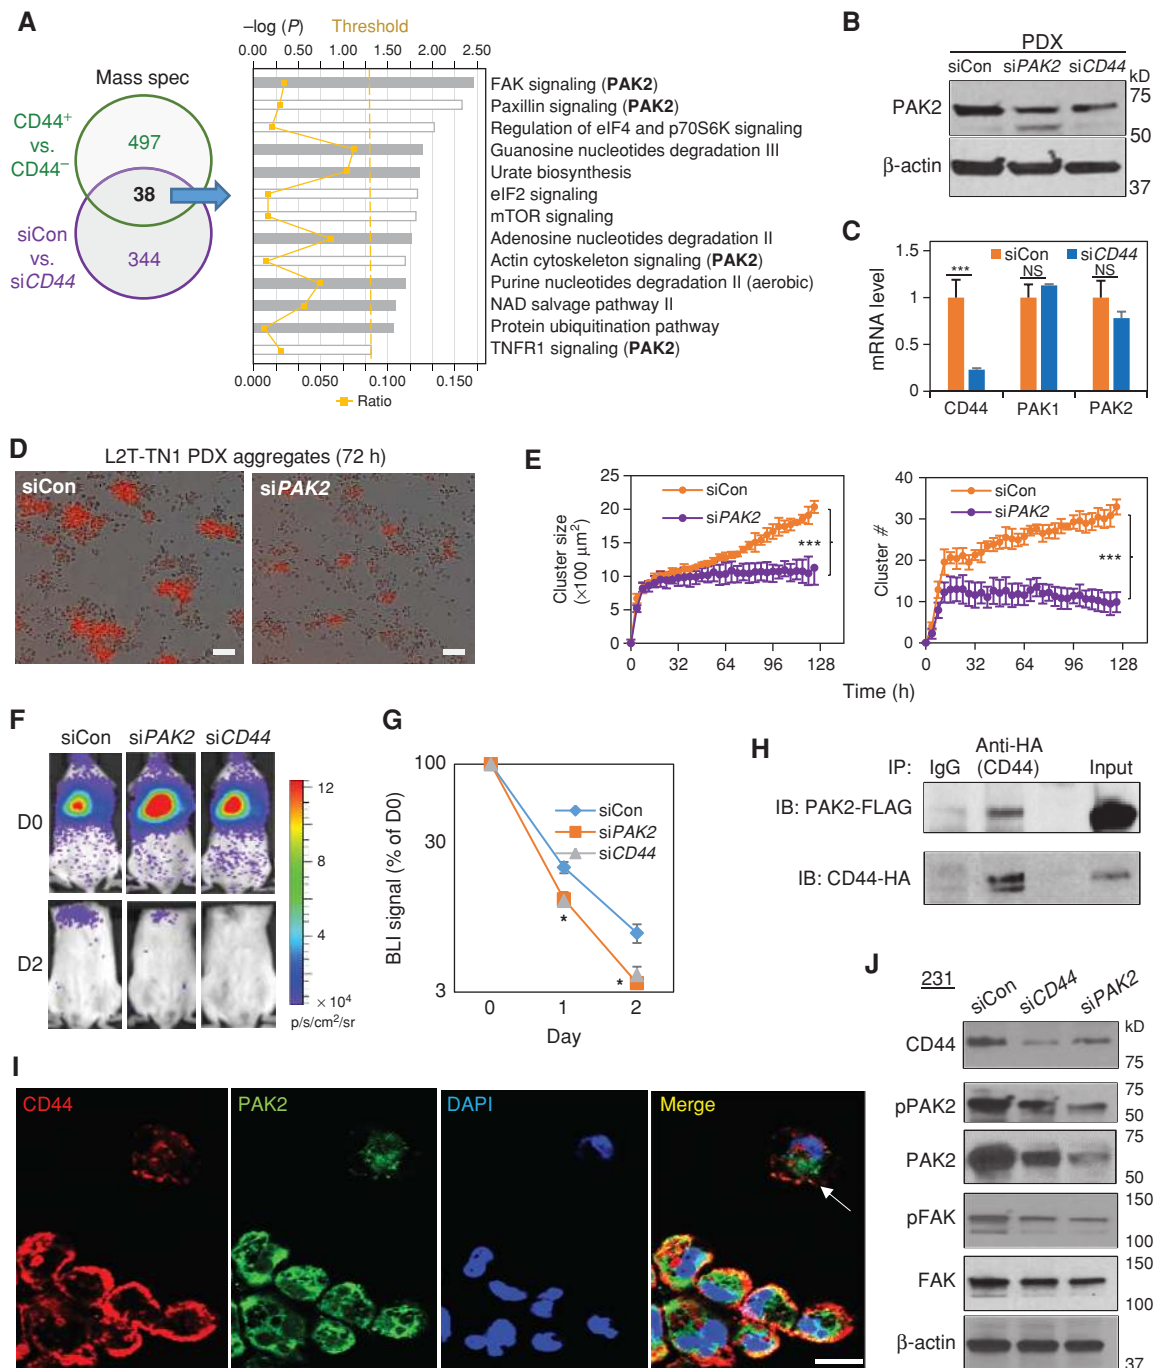 A
–log (P)
Threshold
0.00 0.50 1.00 1.50 2.00 2.50
Mass spec
CD44+
vs.
CD44–
497
38
siCon
vs.
siCD44
344
FAK signaling (PAK2)
Paxillin signaling (PAK2)
Regulation of eIF4 and p70S6K signaling
Guanosine nucleotides degradation III
Urate biosynthesis
eIF2 signaling
mTOR signaling
Adenosine nucleotides degradation II
Actin cytoskeleton signaling (PAK2)
Purine nucleotides degradation II (aerobic)
NAD salvage pathway II
Protein ubiquitination pathway
TNFR1 signaling (PAK2)
0.000 0.050 0.100 0.150
Ratio
B
PDX
siCon siPAK2 siCD44
kD
PAK2
75
50
β-actin
37
C
siCon siCD44
mRNA level
1.5
1
0.5
0
*** NS NS
CD44 PAK1 PAK2
D
L2T-TN1 PDX aggregates (72 h)
siCon
siPAK2
E
Cluster size
(×100 μm²)
25
20
15
10
5
0
siCon
siPAK2
***
0 32 64 96 128
Cluster #
40
30
20
10
0
siCon
siPAK2
***
0 32 64 96 128
Time (h)
F
siCon siPAK2 siCD44
D0
D2
12
8
4
× 10⁴
p/s/cm²/sr
G
BLI signal (% of D0)
100
30
3
siCon
siPAK2
siCD44
*
*
0 1 2
Day
H
IP:
IgG
Anti-HA
(CD44)
Input
IB: PAK2-FLAG
IB: CD44-HA
I
CD44
PAK2
DAPI
Merge
J
231
siCon siCD44 siPAK2
kD
CD44
75
pPAK2
75
50
PAK2
75
50
pFAK
150
100
FAK
150
100
β-actin
37